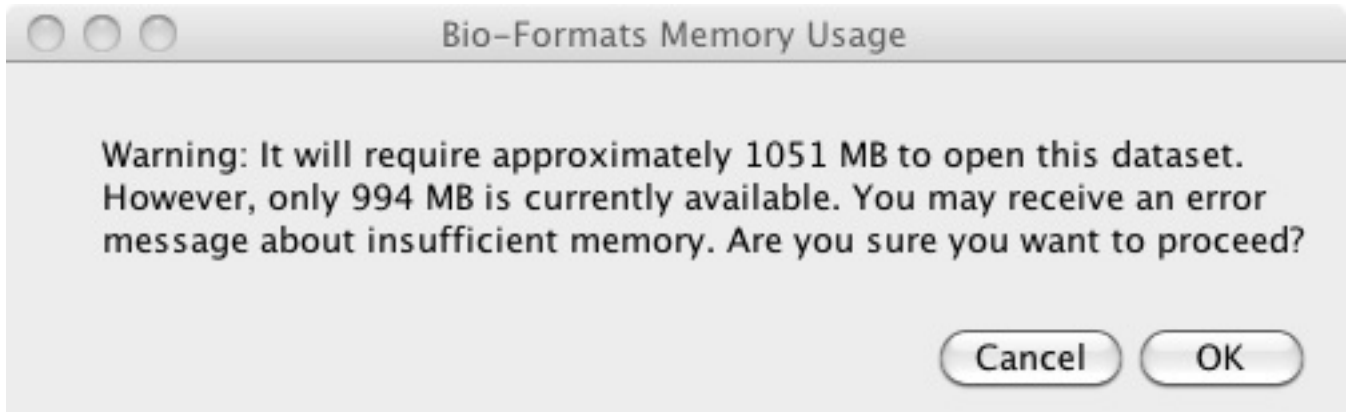 Bio-Formats Memory Usage
Warning: It will require approximately 1051 MB to open this dataset.
However, only 994 MB is currently available. You may receive an error
message about insufficient memory. Are you sure you want to proceed?
Cancel OK